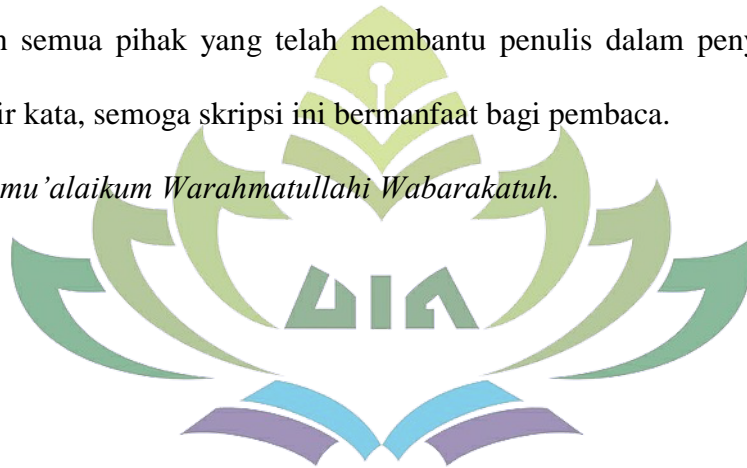 n semua pihak yang telah membantu penulis dalam peny
ir kata, semoga skripsi ini bermanfaat bagi pembaca.
mu’alaikum Warahmatullahi Wabarakatuh.
UIN